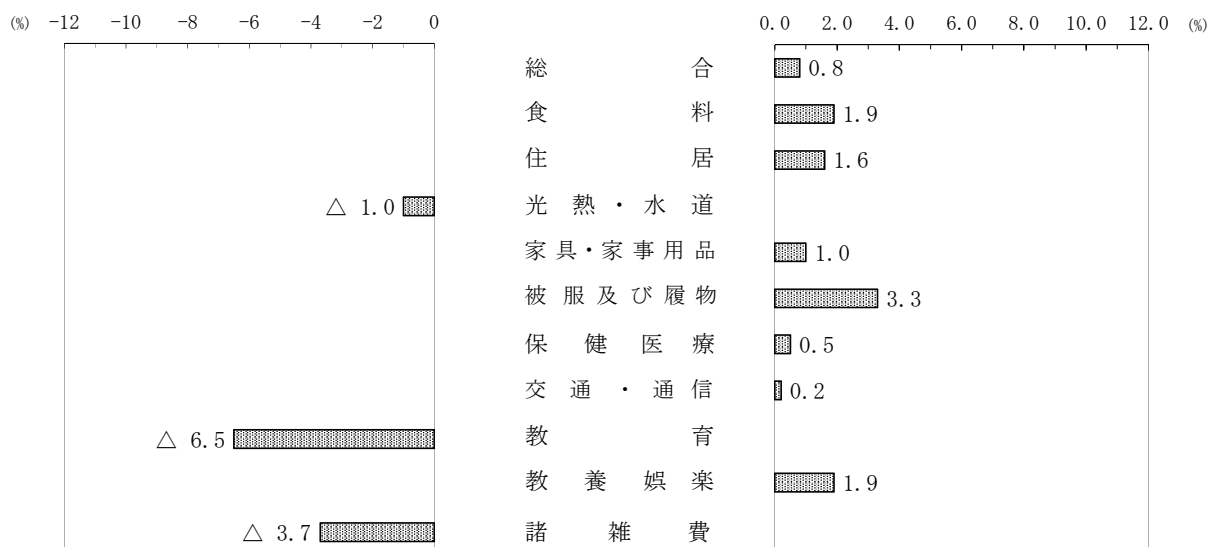 (%) -12 -10 -8 -6 -4 -2 0 0.0 2.0 4.0 6.0 8.0 10.0 12.0 (%)
総合 0.8
食料 1.9
住居 1.6
△ 1.0 光熱・水道
家具・家事用品 1.0
被服及び履物 3.3
保健医療 0.5
交通・通信 0.2
△ 6.5 教育
教養娯楽 1.9
△ 3.7 諸雑費